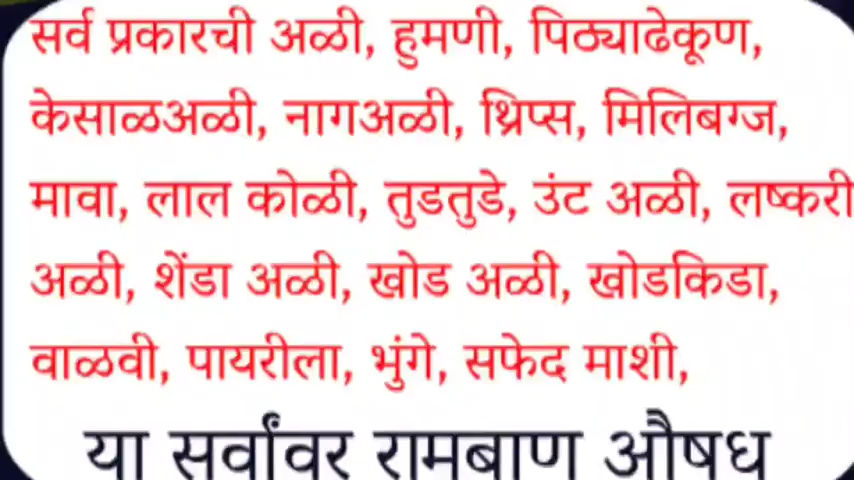 सर्व प्रकारची अळी, हुमणी, पिठ्याढेकूण,
केसाळअळी, नागअळी, थ्रिप्स, मिलिबग्ज,
मावा, लाल कोळी, तुडतुडे, उंट अळी, लष्करी
अळी, शेंडा अळी, खोड अळी, खोडकिडा,
वाळवी, पायरीला, भुंगे, सफेद माशी,
या सर्वांवर रामबाण औषध